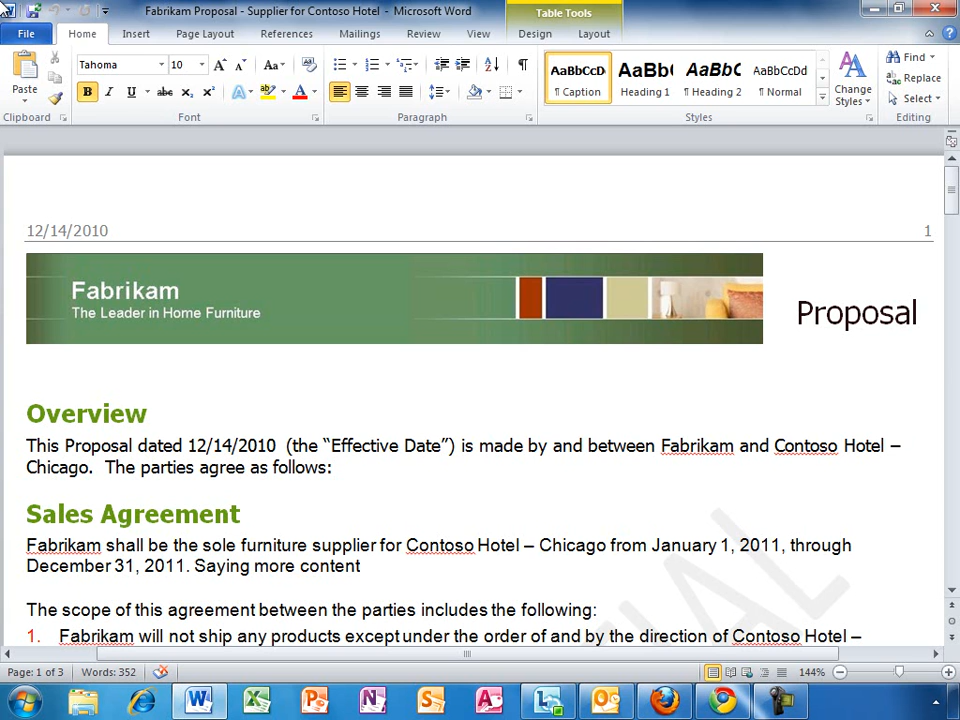 Fabrikam Proposal - Supplier for Contoso Hotel - Microsoft Word
Table Tools
File Home Insert Page Layout References Mailings Review View Design Layout
Paste
Tahoma 10
Aa
B I U abc x₂ x² A ab A
AaBbCcD AaBb( AaBbC AaBbCcDd
¶ Caption Heading 1 ¶ Heading 2 ¶ Normal
Change Styles
Find
Replace
Select
Clipboard Font Paragraph Styles Editing
12/14/2010 1
Fabrikam
The Leader in Home Furniture
Proposal
Overview
This Proposal dated 12/14/2010 (the “Effective Date”) is made by and between Fabrikam and Contoso Hotel –
Chicago. The parties agree as follows:
Sales Agreement
Fabrikam shall be the sole furniture supplier for Contoso Hotel – Chicago from January 1, 2011, through
December 31, 2011. Saying more content
The scope of this agreement between the parties includes the following:
1. Fabrikam will not ship any products except under the order of and by the direction of Contoso Hotel –
Page: 1 of 3 Words: 352 144%